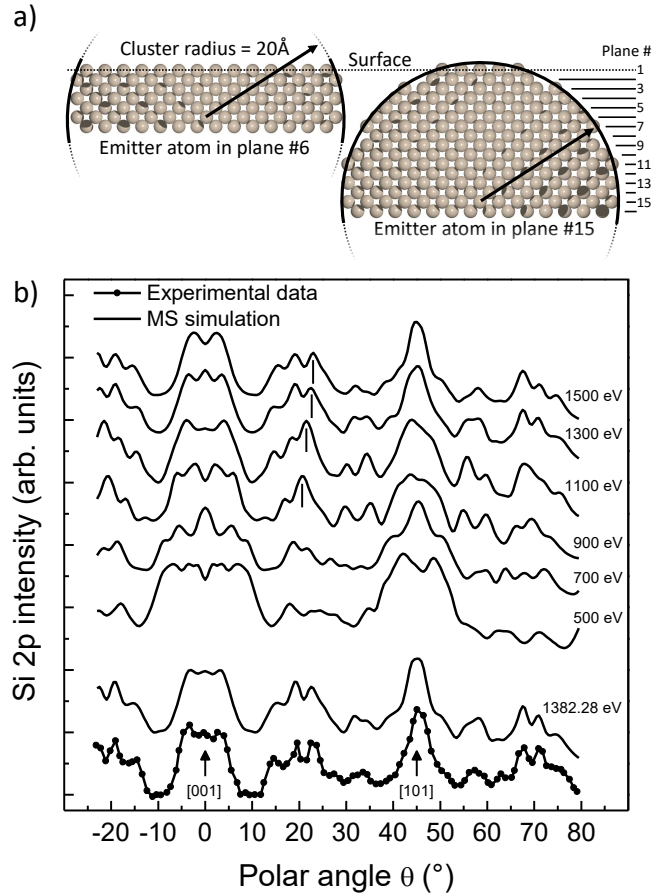 a)
Cluster radius = 20Å
Surface
Plane #
1
3
5
7
9
11
13
15
Emitter atom in plane #6
Emitter atom in plane #15
b)
Experimental data
MS simulation
1500 eV
1300 eV
1100 eV
900 eV
700 eV
500 eV
1382.28 eV
[001]
[101]
Si 2p intensity (arb. units)
-20 -10 0 10 20 30 40 50 60 70 80
Polar angle θ (°)